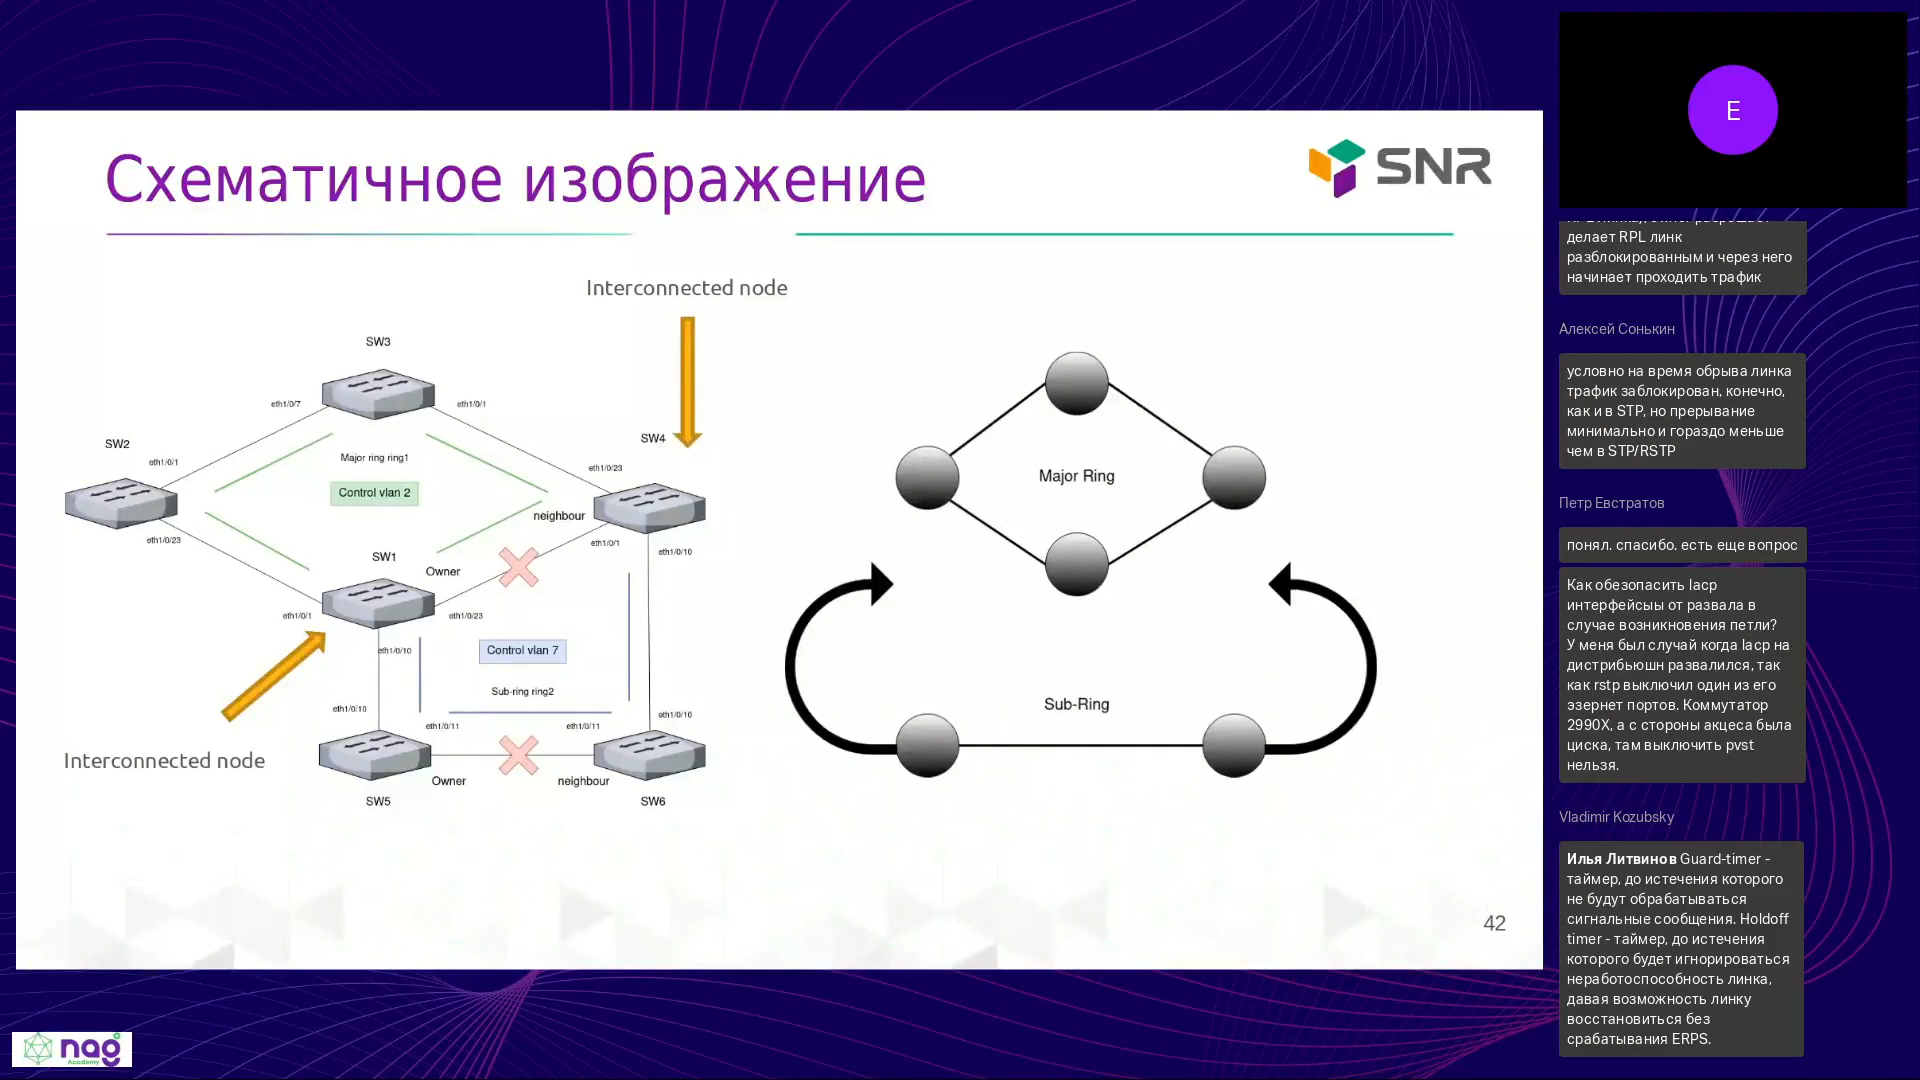 Схематичное изображение
SNR
Interconnected node
SW3
eth1/0/7
eth1/0/1
SW2
SW4
eth1/0/1
Major ring ring1
eth1/0/23
Control vlan 2
neighbour
eth1/0/23
eth1/0/1
eth1/0/10
SW1
Owner
eth1/0/1
eth1/0/23
eth1/0/10
Control vlan 7
Sub-ring ring2
eth1/0/10
eth1/0/10
eth1/0/11
eth1/0/11
Interconnected node
Owner
neighbour
SW5
SW6
Major Ring
Sub-Ring
42
nag
Academy
E
делает RPL линк
разблокированным и через него
начинает проходить трафик
Алексей Сонькин
условно на время обрыва линка
трафик заблокирован, конечно,
как и в STP, но прерывание
минимально и гораздо меньше
чем в STP/RSTP
Петр Евстратов
понял. спасибо. есть еще вопрос
Как обезопасить lacp
интерфейсыы от развала в
случае возникновения петли?
У меня был случай когда lacp на
дистрибьюшн развалился, так
как rstp выключил один из его
эзернет портов. Коммутатор
2990X, а с стороны акцеса была
циска, там выключить pvst
нельзя.
Vladimir Kozubsky
Илья Литвинов Guard-timer -
таймер, до истечения которого
не будут обрабатываться
сигнальные сообщения. Holdoff
timer - таймер, до истечения
которого будет игнорироваться
неработоспособность линка,
давая возможность линку
восстановиться без
срабатывания ERPS.